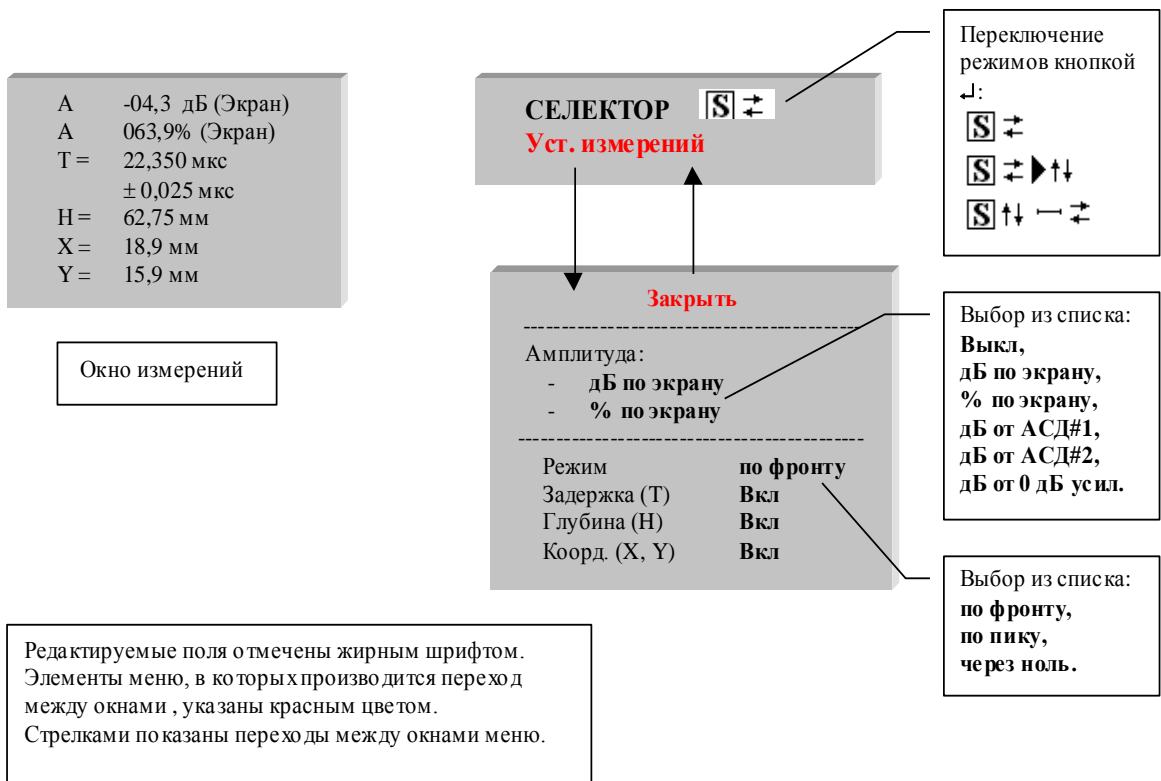 A -04,3 дБ (Экран)
A 063,9% (Экран)
T = 22,350 мкс
± 0,025 мкс
H = 62,75 мм
X = 18,9 мм
Y = 15,9 мм
Окно измерений
СЕЛЕКТОР S ⇄
Уст. измерений
Переключение
режимов кнопкой
↵:
S ⇄
S ⇄ ▶ ↑↓
S ↑↓ ↦ ⇄
Закрыть
Амплитуда:
- дБ по экрану
- % по экрану
Режим по фронту
Задержка (T) Вкл
Глубина (H) Вкл
Коорд. (X, Y) Вкл
Выбор из списка:
Выкл,
дБ по экрану,
% по экрану,
дБ от АСД#1,
дБ от АСД#2,
дБ от 0 дБ усил.
Выбор из списка:
по фронту,
по пику,
через ноль.
Редактируемые поля отмечены жирным шрифтом.
Элементы меню, в которых производится переход
между окнами , указаны красным цветом.
Стрелками показаны переходы между окнами меню.